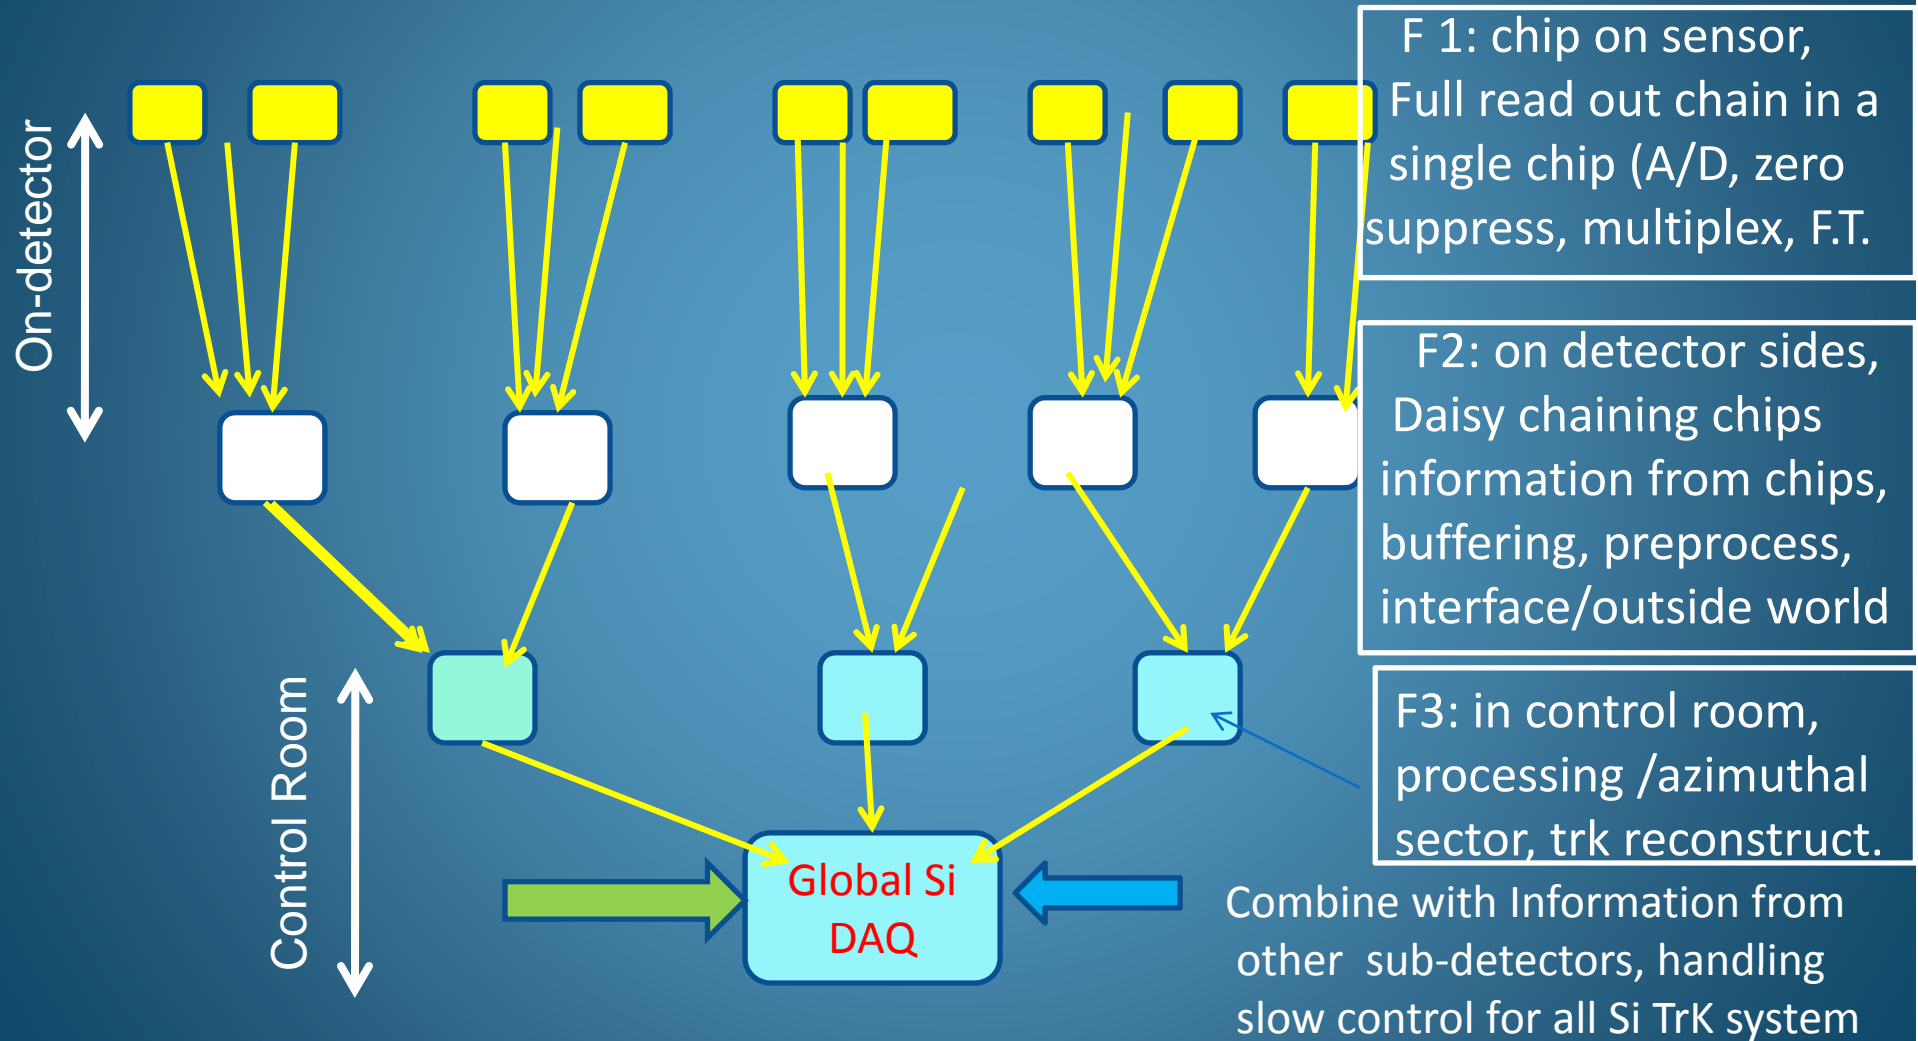 On-detector
F 1: chip on sensor,
Full read out chain in a
single chip (A/D, zero
suppress, multiplex, F.T.
F2: on detector sides,
Daisy chaining chips
information from chips,
buffering, preprocess,
interface/outside world
Control Room
F3: in control room,
processing /azimuthal
sector, trk reconstruct.
Global Si
DAQ
Combine with Information from
other sub-detectors, handling
slow control for all Si TrK system